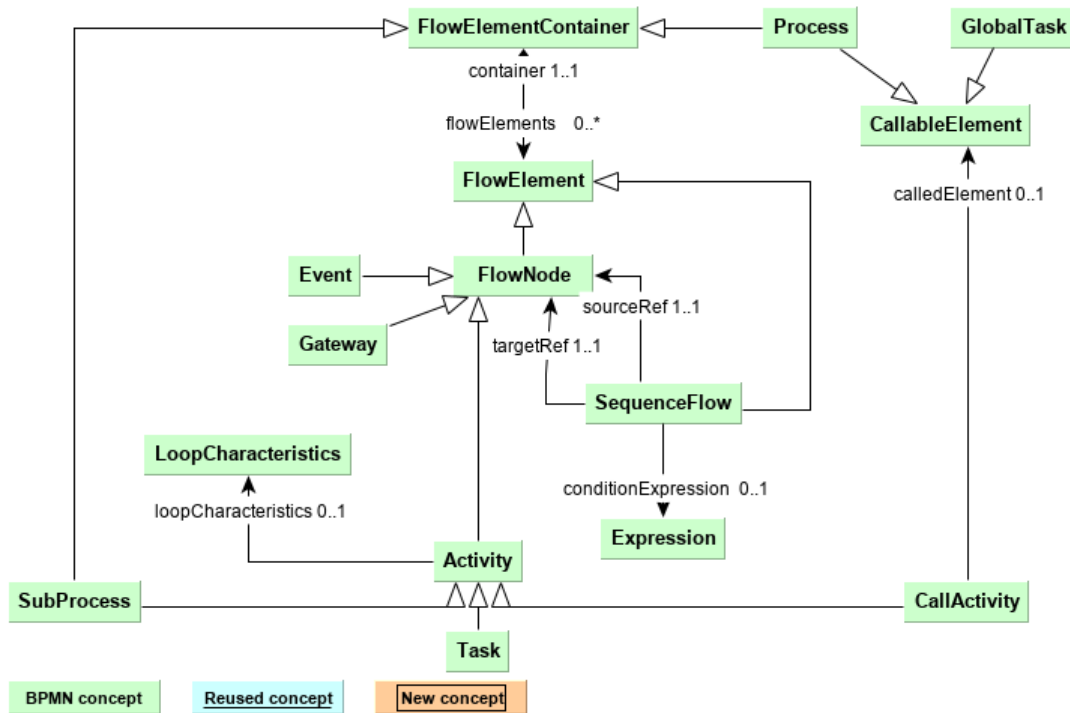 FlowElementContainer
Process
GlobalTask
container 1..1
flowElements 0..*
CallableElement
FlowElement
calledElement 0..1
Event
FlowNode
sourceRef 1..1
Gateway
targetRef 1..1
SequenceFlow
LoopCharacteristics
conditionExpression 0..1
loopCharacteristics 0..1
Expression
Activity
SubProcess
CallActivity
Task
BPMN concept
Reused concept
New concept